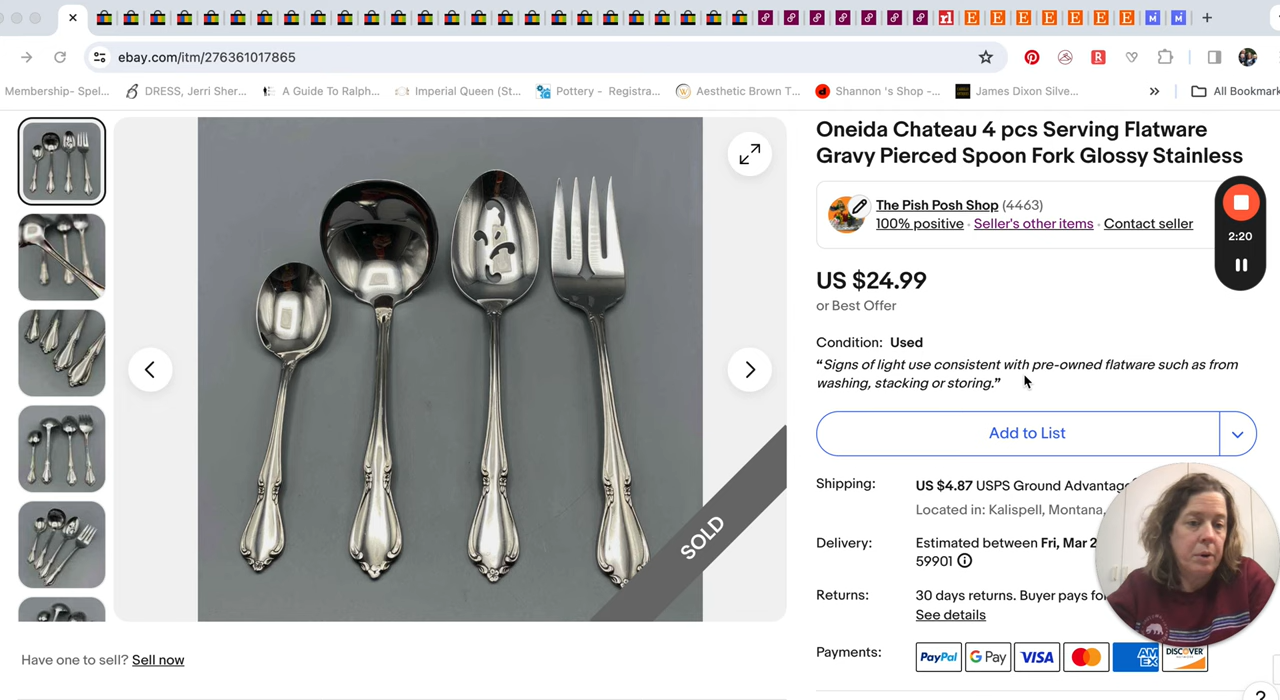 ebay.com/itm/276361017865
Membership- Spel...
DRESS, Jerri Sher...
A Guide To Ralph...
Imperial Queen (St...
Pottery - Registra...
Aesthetic Brown T...
Shannon 's Shop -...
James Dixon Silve...
All Bookmark
Oneida Chateau 4 pcs Serving Flatware
Gravy Pierced Spoon Fork Glossy Stainless
The Pish Posh Shop (4463)
100% positive · Seller's other items · Contact seller
2:20
US $24.99
or Best Offer
Condition: Used
“Signs of light use consistent with pre-owned flatware such as from
washing, stacking or storing.”
Add to List
Shipping: US $4.87 USPS Ground Advantage
Located in: Kalispell, Montana,
Delivery: Estimated between Fri, Mar 2
59901
Returns: 30 days returns. Buyer pays fo
See details
Payments: PayPal G Pay VISA AM EX DISCOVER
SOLD
Have one to sell? Sell now